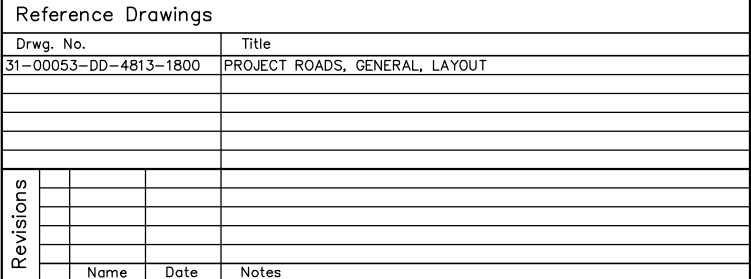 Reference Drawings
Drwg. No. Title
31-00053-DD-4813-1800 PROJECT ROADS, GENERAL, LAYOUT
Revisions
Name Date Notes